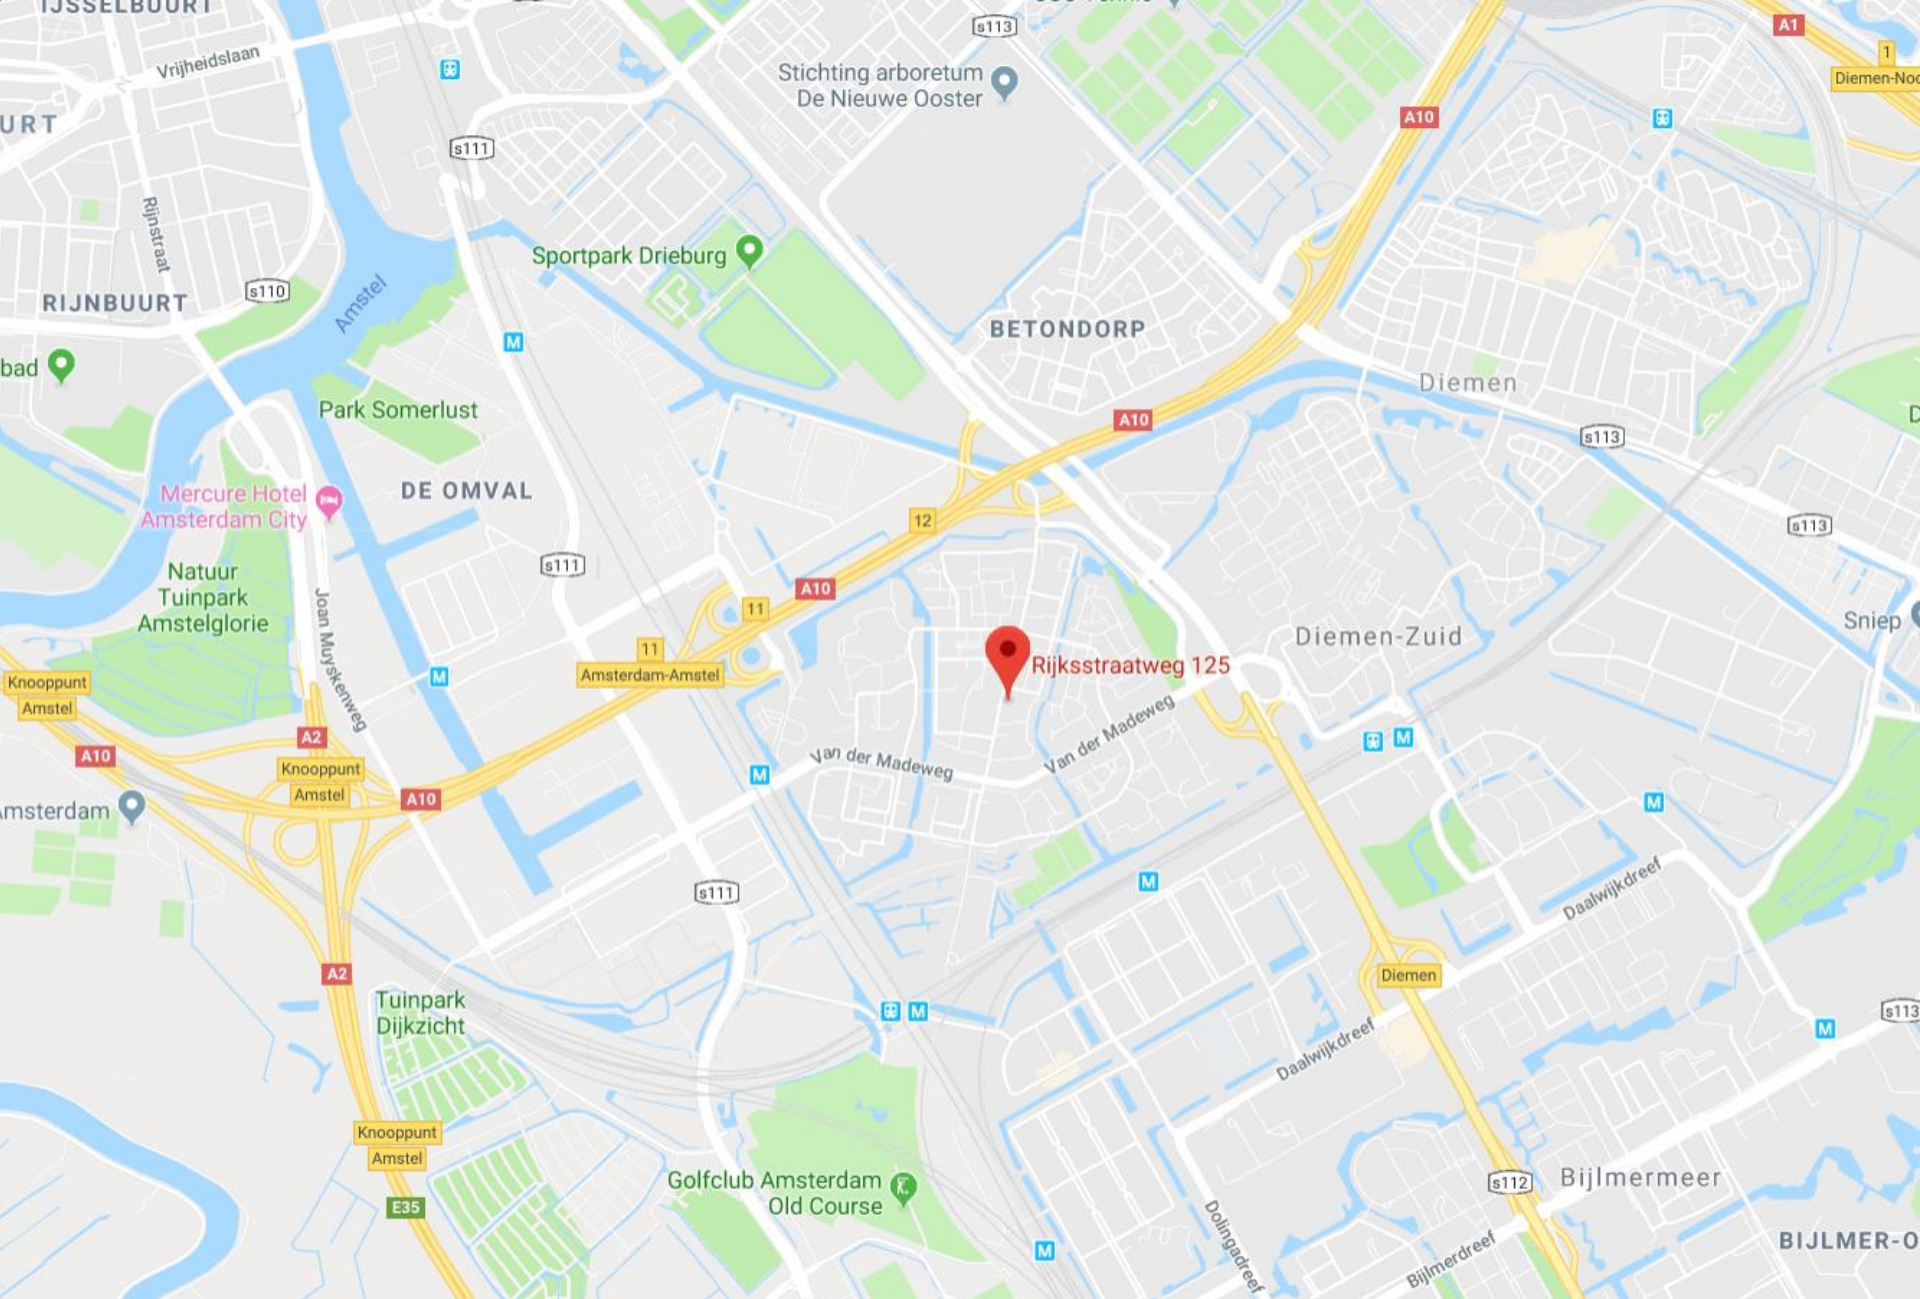 IJSSELBUURT
s113
A1
1
Diemen-Noo
Vrijheidslaan
Stichting arboretum
De Nieuwe Ooster
A10
URT
s111
Rijnstraat
Sportpark Drieburg
s110
Amstel
RIJNBUURT
BETONDORP
bad
Diemen
Park Somerlust
A10
D
s113
DE OMVAL
Mercure Hotel
Amsterdam City
12
s113
s111
Natuur
Tuinpark
Amstelglorie
A10
11
Joan Muyskenweg
Sniep
Diemen-Zuid
11
Amsterdam-Amstel
Rijksstraatweg 125
Knooppunt
Amstel
A2
Van der Madeweg
M
M
A10
Van der Madeweg
Knooppunt
Amstel
A10
M
M
M
msterdam
M
M
s111
Daalwijkdreef
A2
Diemen
Tuinpark
Dijkzicht
M
s113
M
Daalwijkdreef
Knooppunt
Amstel
Golfclub Amsterdam
Old Course
s112
Bijlmermeer
E35
Dolingadreef
BIJLMER-O
M
Bijlmerdreef